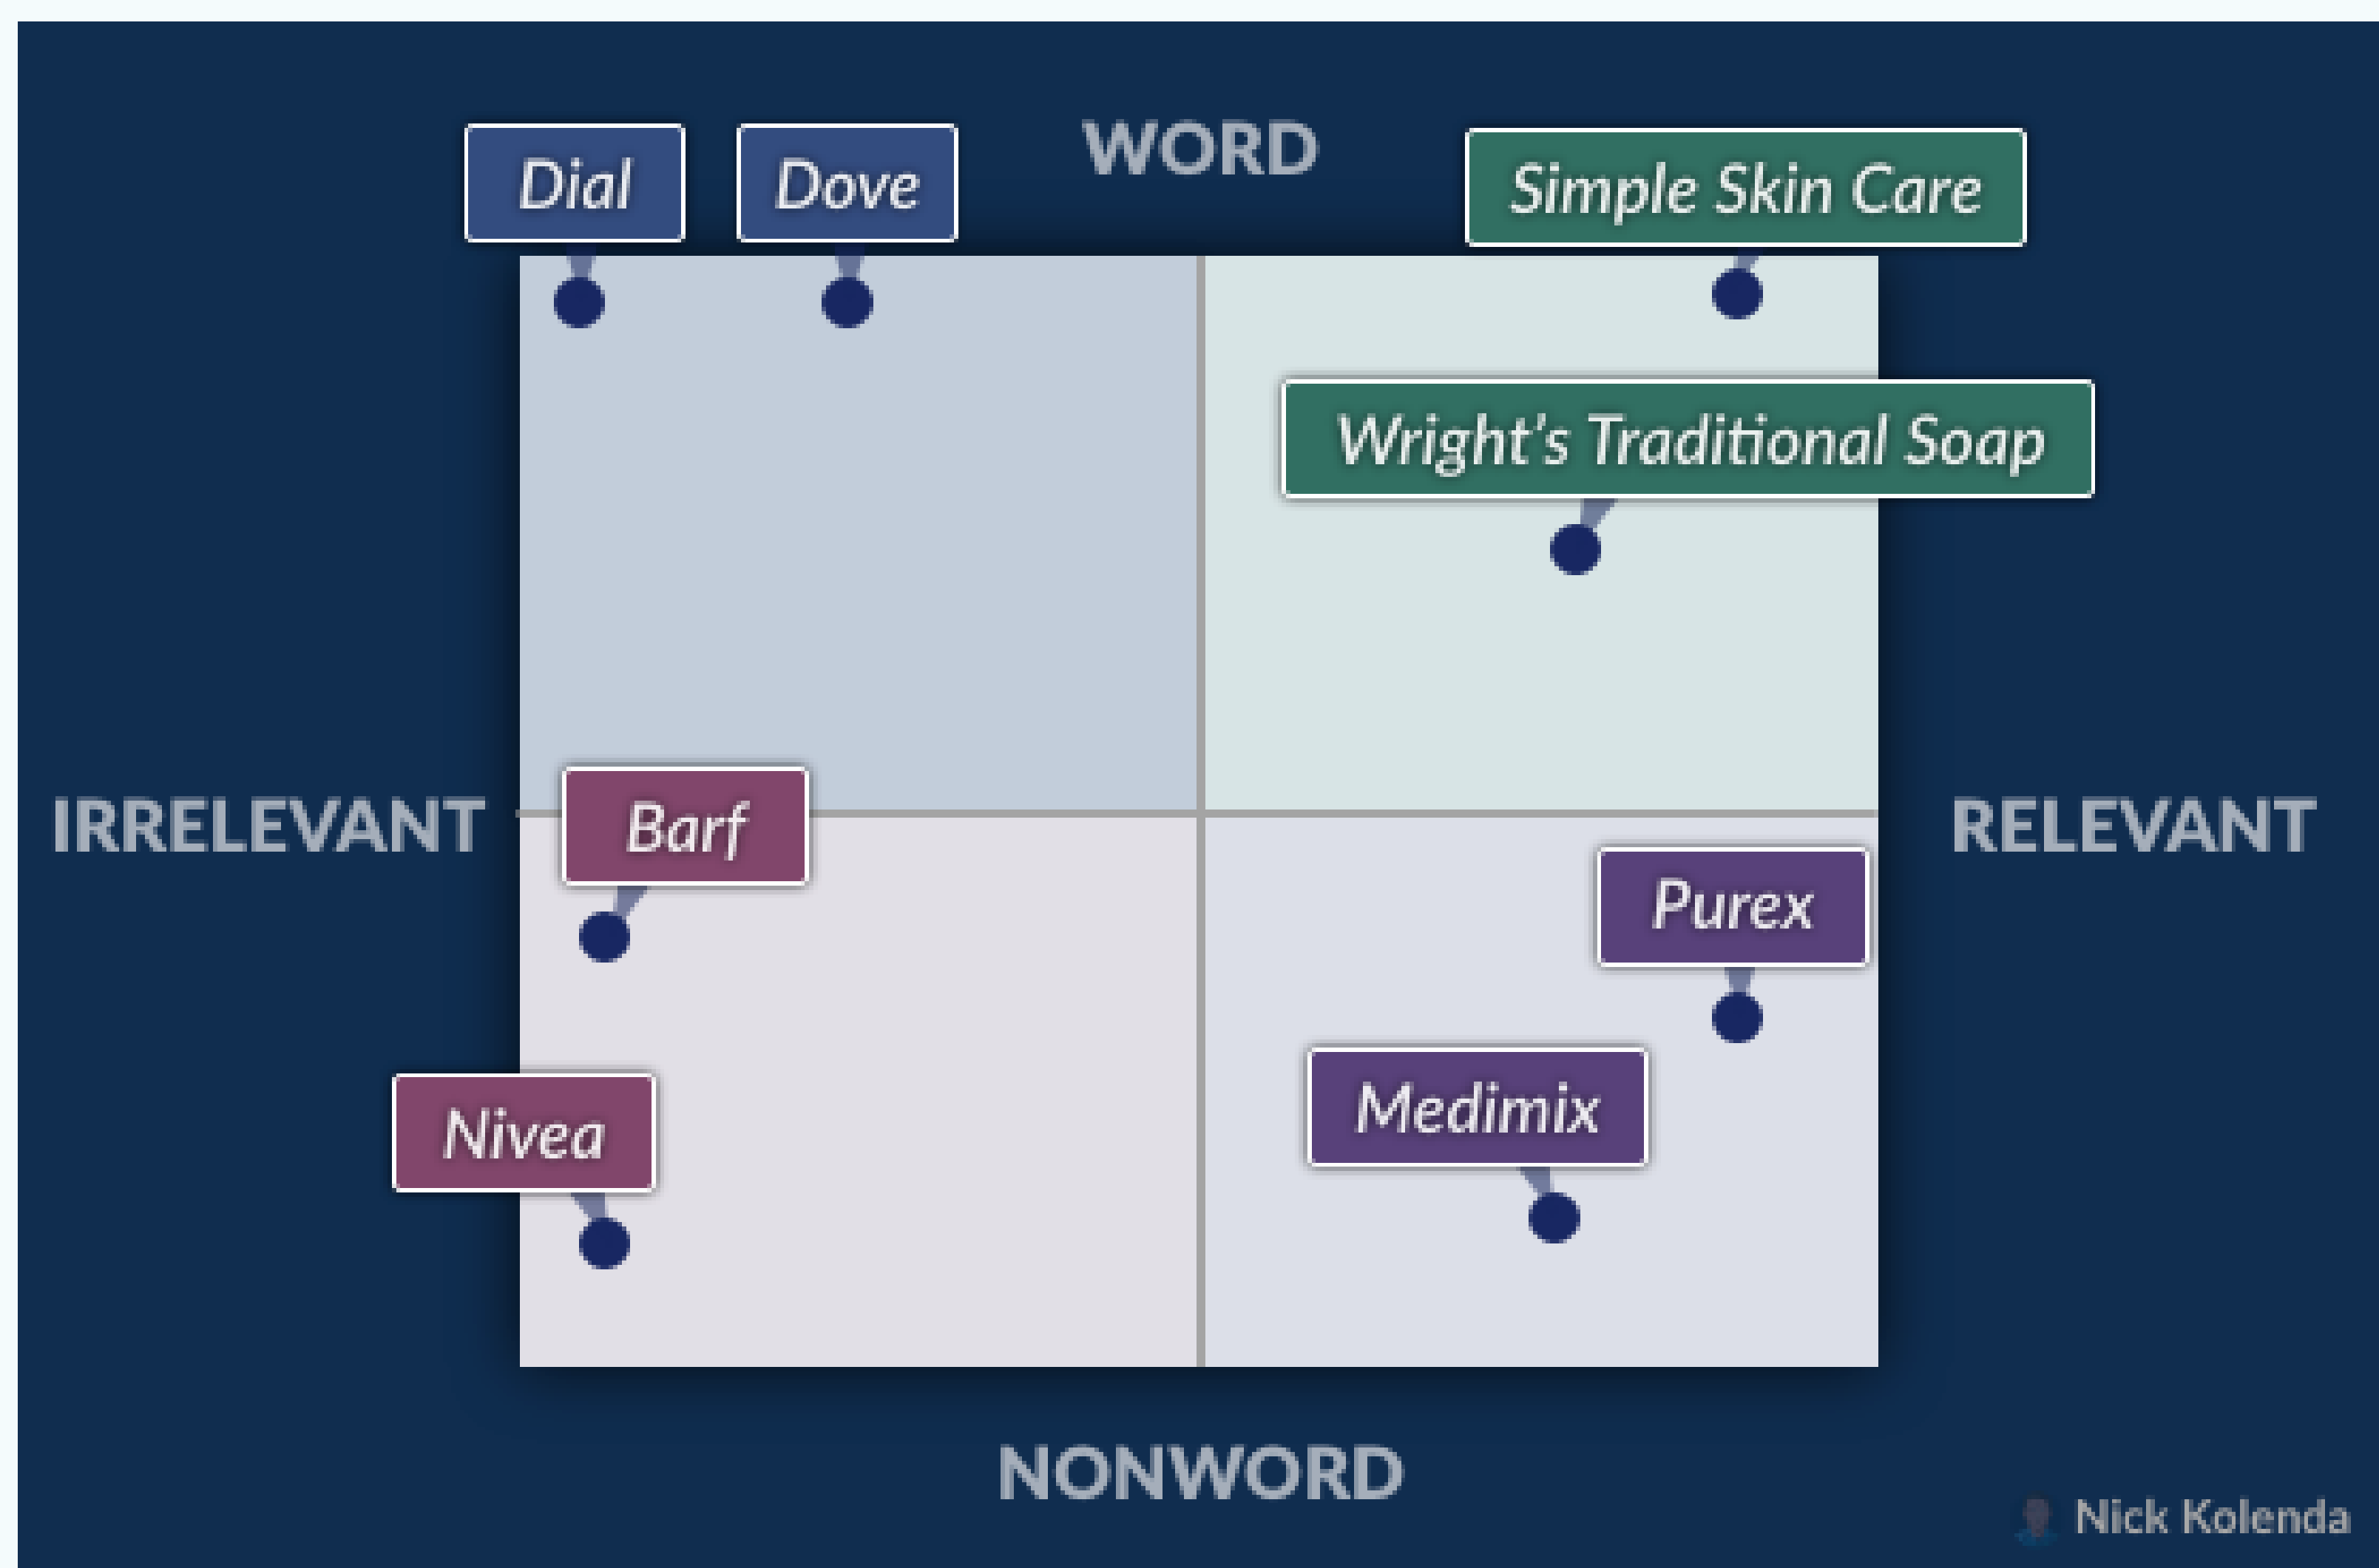 WORD
Dial
Dove
Simple Skin Care
Wright's Traditional Soap
IRRELEVANT
Barf
RELEVANT
Purex
Medimix
Nivea
NONWORD
Nick Kolenda